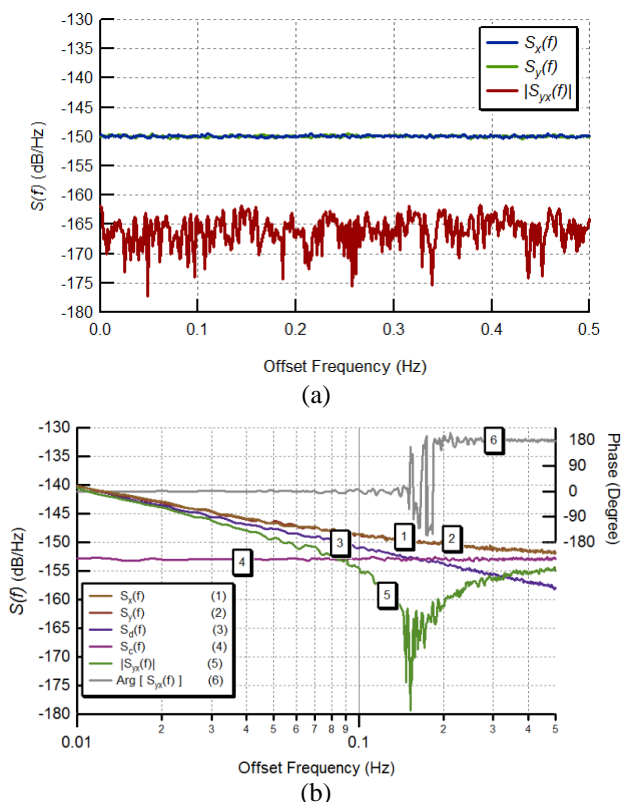 -130
-135
-140
-145
-150
-155
-160
-165
-170
-175
-180
S(f) (dB/Hz)
Sx(f)
Sy(f)
|Syx(f)|
0.0 0.1 0.2 0.3 0.4 0.5
Offset Frequency (Hz)
(a)
-130
-135
-140
-145
-150
-155
-160
-165
-170
-175
-180
S(f) (dB/Hz)
180
90
0
-90
-180
Phase (Degree)
6
1
2
3
4
5
Sx(f) (1)
Sy(f) (2)
Sd(f) (3)
Sc(f) (4)
|Syx(f)| (5)
Arg [ Syx(f) ] (6)
0.01 2 3 4 5 6 7 8 9 0.1 2 3 4 5
Offset Frequency (Hz)
(b)